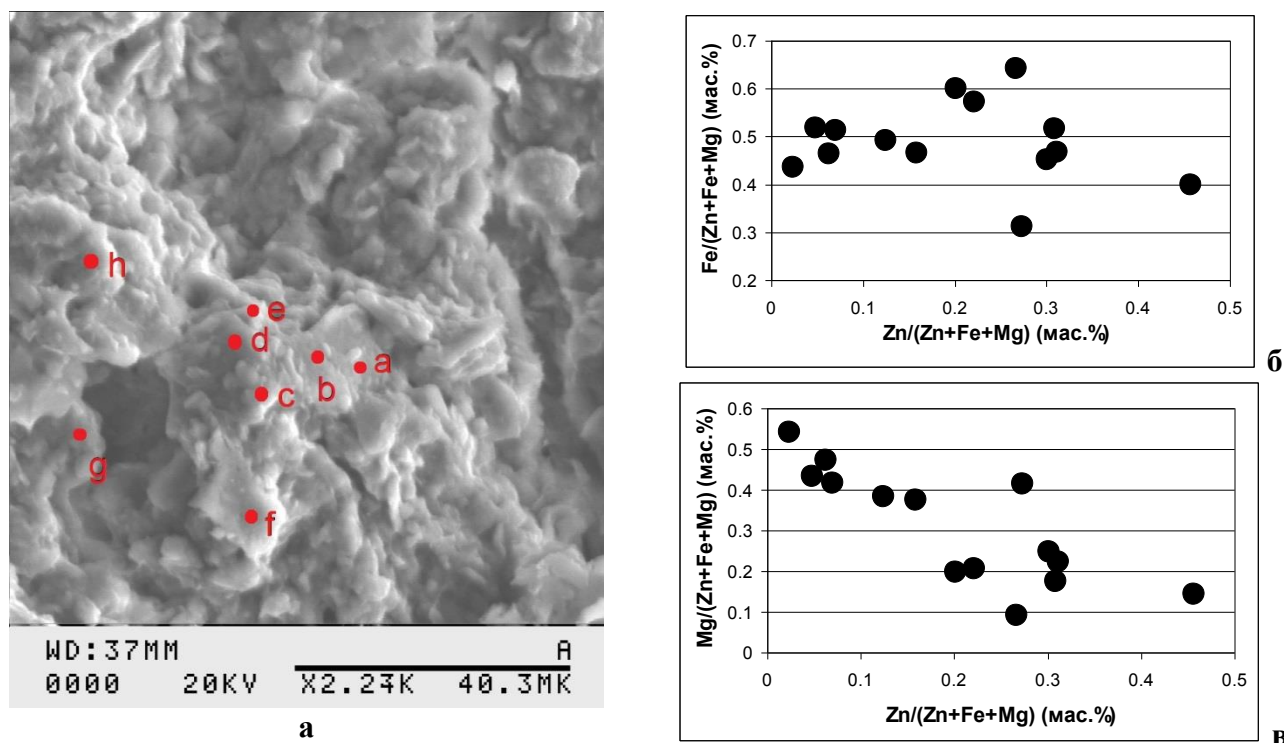 h
e
d
a
b
c
g
f
WD:37MM A
0000 20KV X2.24K 40.3MK
а
0.7
0.6
0.5
0.4
0.3
0.2
0 0.1 0.2 0.3 0.4 0.5
Fe/(Zn+Fe+Mg) (мас.%)
Zn/(Zn+Fe+Mg) (мас.%)
б
0.6
0.5
0.4
0.3
0.2
0.1
0
0 0.1 0.2 0.3 0.4 0.5
Mg/(Zn+Fe+Mg) (мас.%)
Zn/(Zn+Fe+Mg) (мас.%)
в